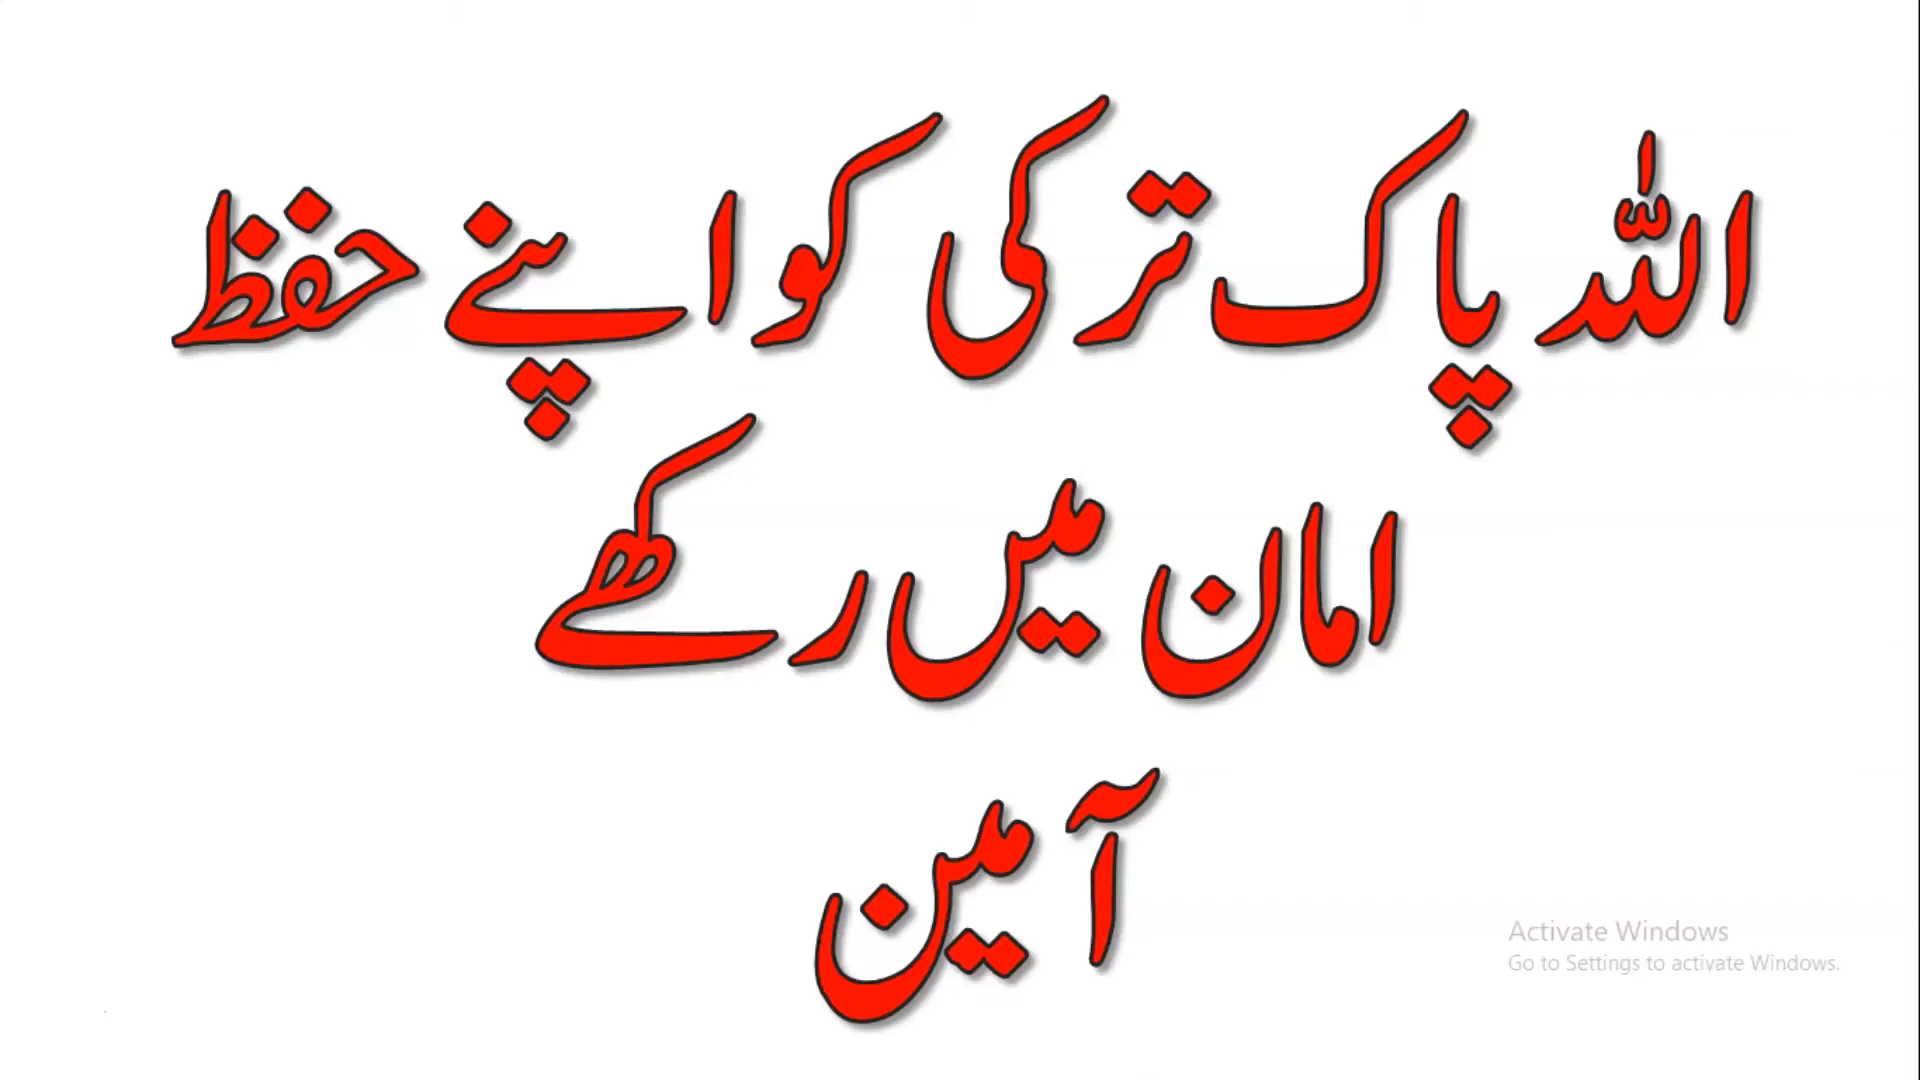 اللہ پاک ترکی کو اپنے حفظ
امان میں رکھے
آمین
Activate Windows
Go to Settings to activate Windows.